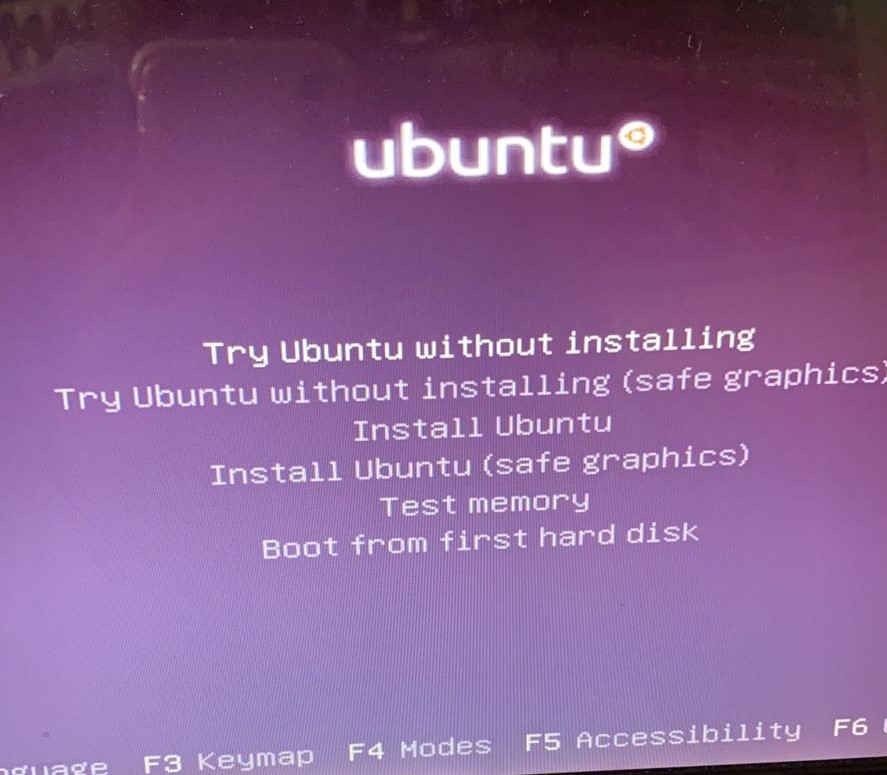 ubuntu
Try Ubuntu without installing
Try Ubuntu without installing (safe graphics)
Install Ubuntu
Install Ubuntu (safe graphics)
Test memory
Boot from first hard disk
F3 Keymap F4 Modes F5 Accessibility F6